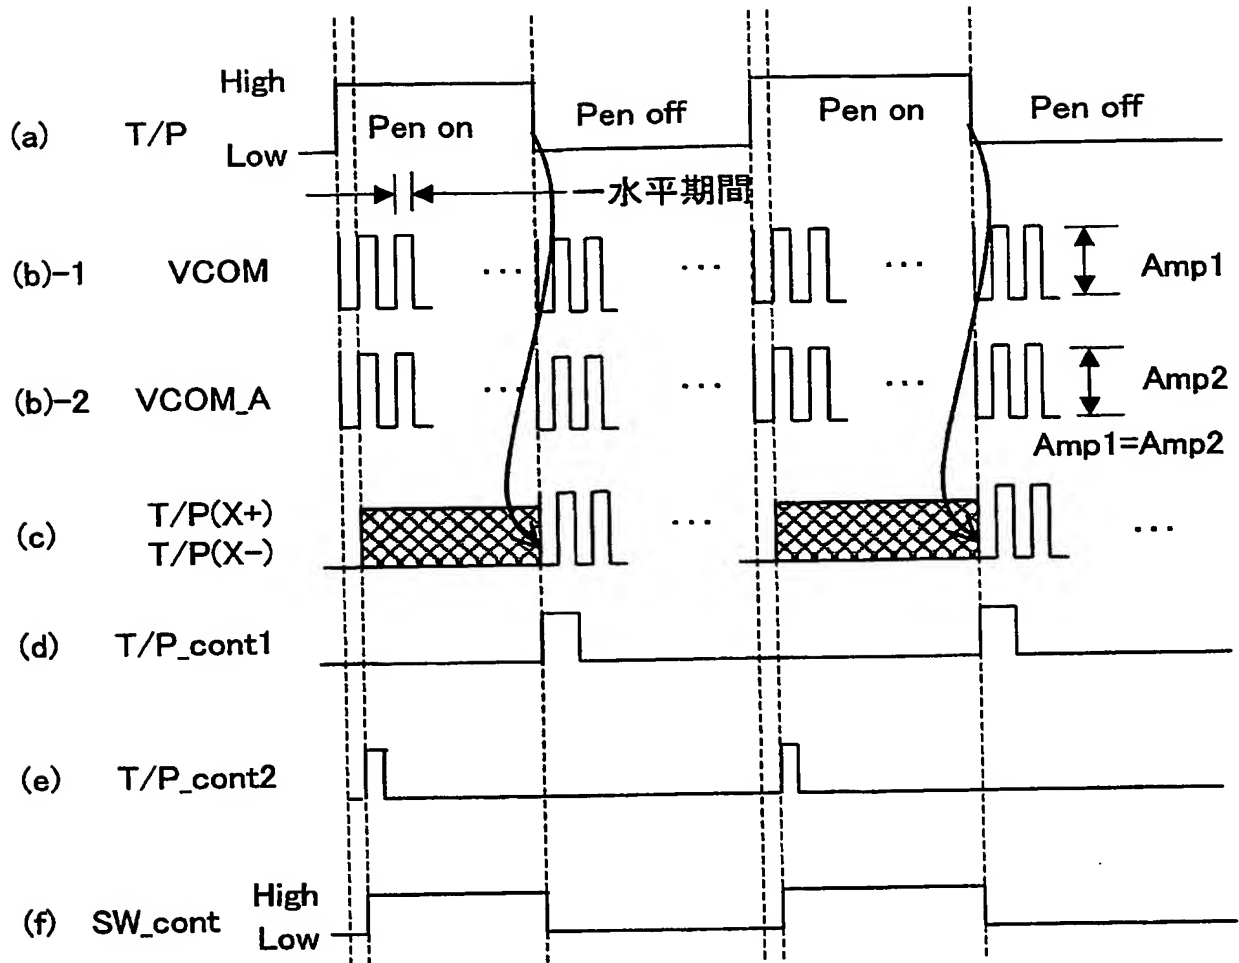 High
(a) T/P Pen on Pen off Pen on Pen off
Low
一水平期間
(b)-1 VCOM ... ... ... Amp1
(b)-2 VCOM_A ... ... ... Amp2
Amp1=Amp2
T/P(X+)
(c) ... ...
T/P(X-)
(d) T/P_cont1
(e) T/P_cont2
High
(f) SW_cont
Low